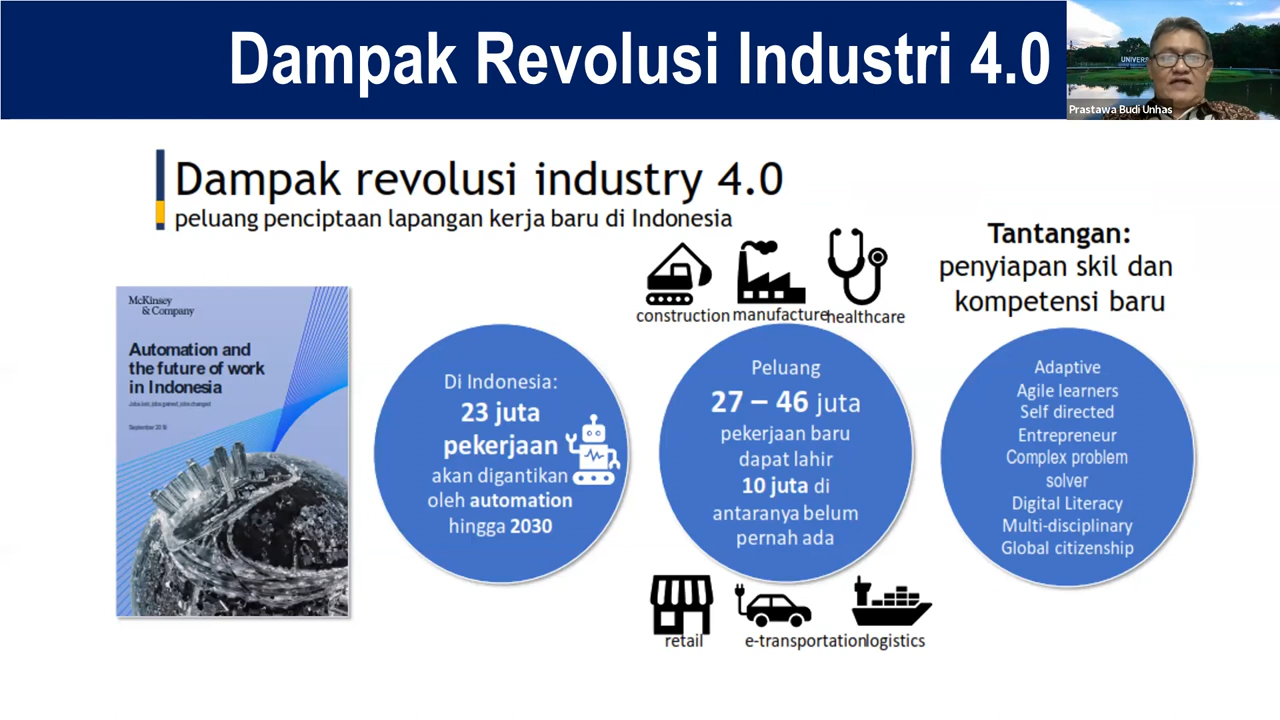 Dampak Revolusi Industri 4.0
UNIVER
Prastawa Budi Unhas
Dampak revolusi industry 4.0
peluang penciptaan lapangan kerja baru di Indonesia
McKinsey
& Company
Automation and
the future of work
in Indonesia
Jobs lost, jobs gained, jobs changed
Di Indonesia:
23 juta
pekerjaan
akan digantikan
oleh automation
hingga 2030
construction
manufacture
healthcare
Peluang
27 – 46 juta
pekerjaan baru
dapat lahir
10 juta di
antaranya belum
pernah ada
retail
e-transportation
logistics
Tantangan:
penyiapan skil dan
kompetensi baru
Adaptive
Agile learners
Self directed
Entrepreneur
Complex problem
solver
Digital Literacy
Multi-disciplinary
Global citizenship